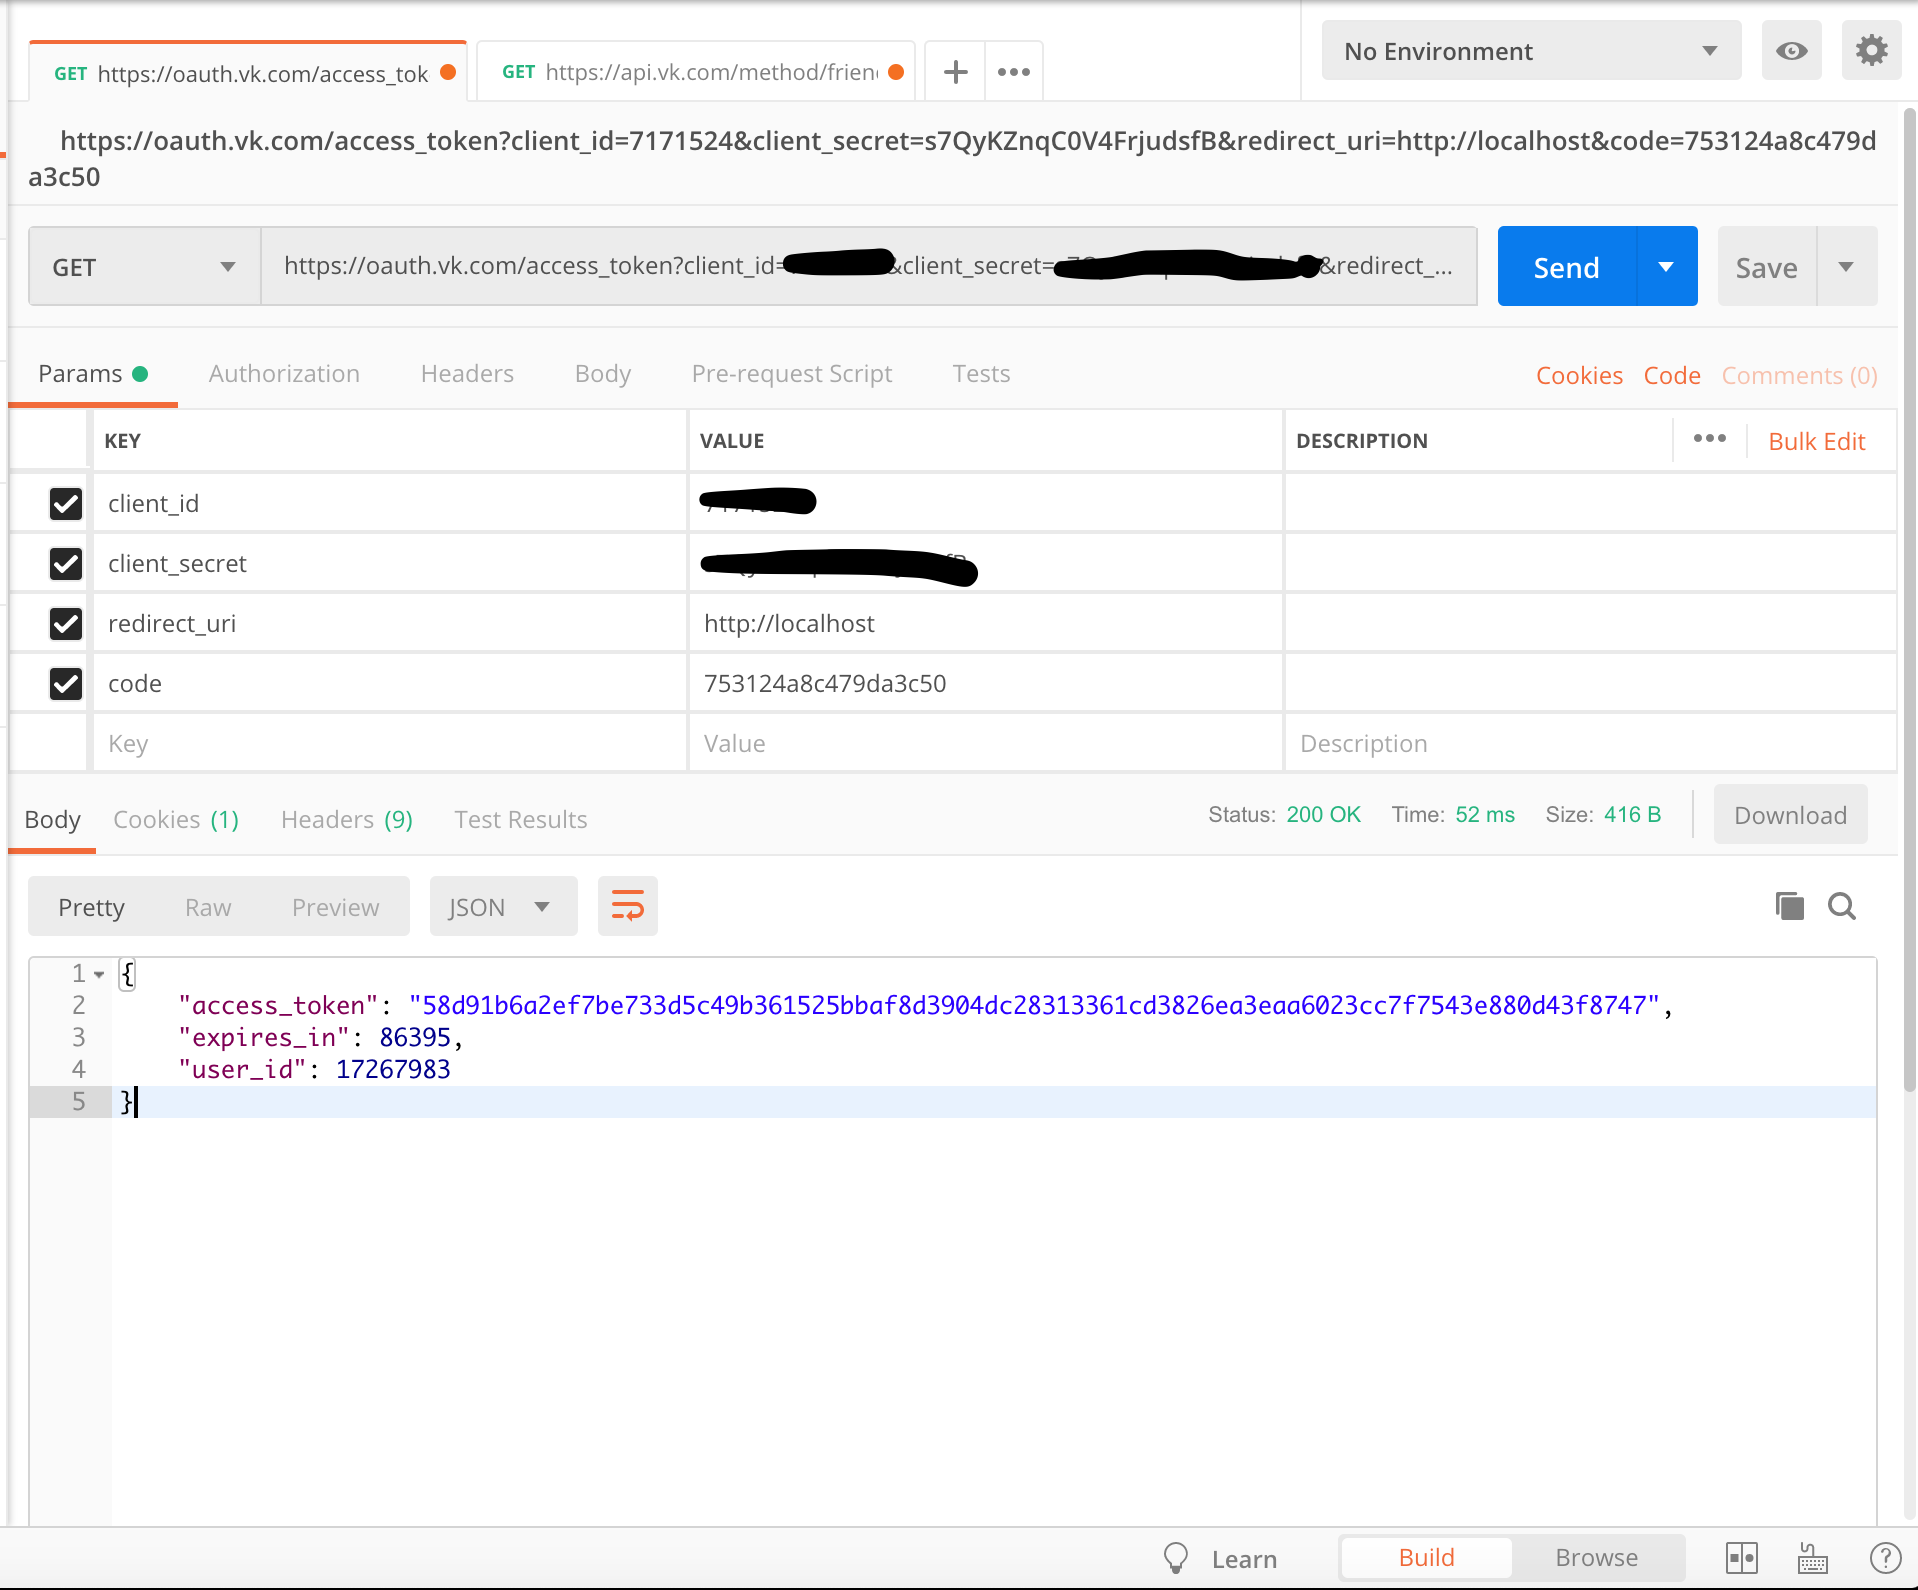 GET https://oauth.vk.com/access_tok
GET https://api.vk.com/method/frien
No Environment
https://oauth.vk.com/access_token?client_id=7171524&client_secret=s7QyKZnqC0V4FrjudsfB&redirect_uri=http://localhost&code=753124a8c479d
a3c50
GET https://oauth.vk.com/access_token?client_id= &client_secret= &redirect_...
Send
Save
Params Authorization Headers Body Pre-request Script Tests
Cookies Code Comments (0)
KEY VALUE DESCRIPTION ••• Bulk Edit
client_id
client_secret
redirect_uri http://localhost
code 753124a8c479da3c50
Key Value Description
Body Cookies (1) Headers (9) Test Results
Status: 200 OK Time: 52 ms Size: 416 B Download
Pretty Raw Preview JSON
1 {
2 "access_token": "58d91b6a2ef7be733d5c49b361525bbaf8d3904dc28313361cd3826ea3eaa6023cc7f7543e880d43f8747",
3 "expires_in": 86395,
4 "user_id": 17267983
5 }
Learn Build Browse